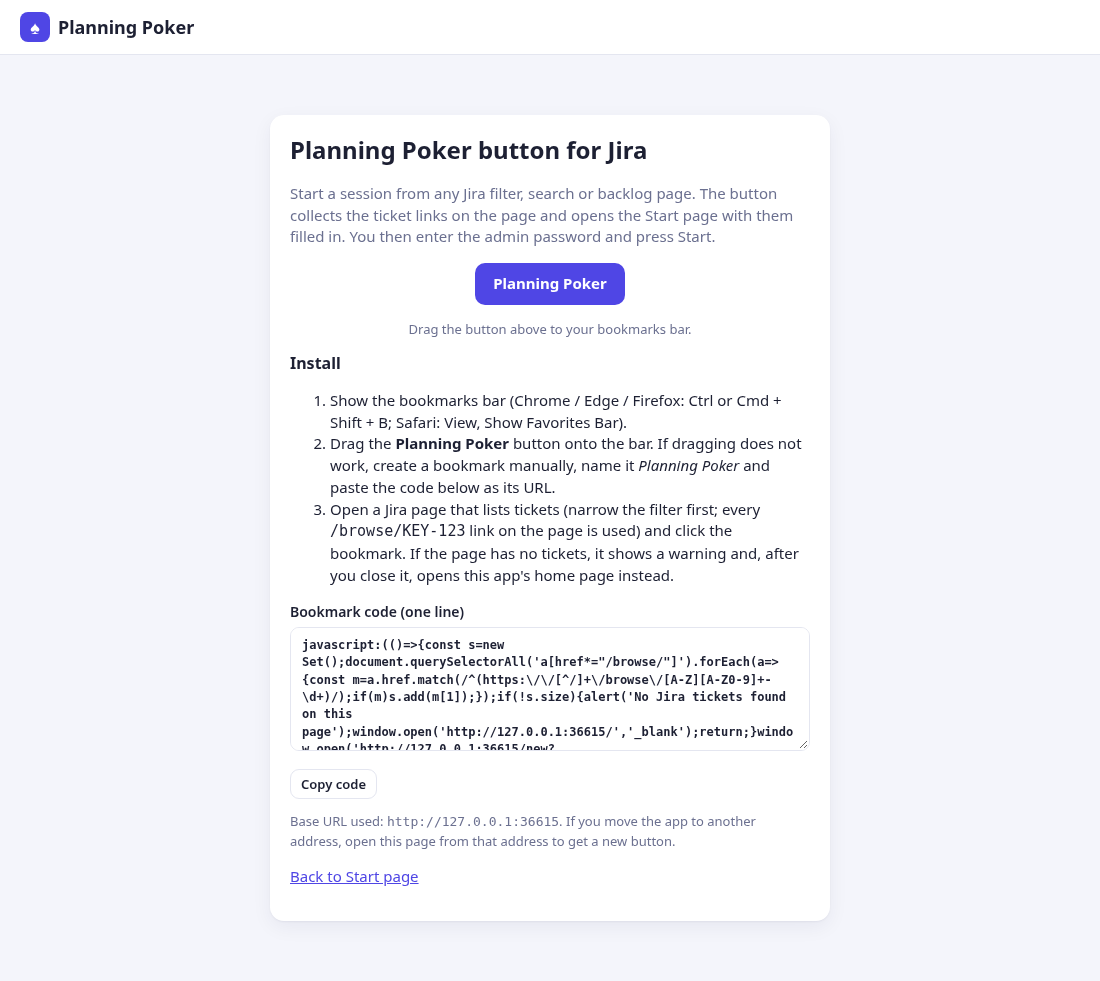 ♠ Planning Poker
Planning Poker button for Jira
Start a session from any Jira filter, search or backlog page. The button
collects the ticket links on the page and opens the Start page with them
filled in. You then enter the admin password and press Start.
Planning Poker
Drag the button above to your bookmarks bar.
Install
1. Show the bookmarks bar (Chrome / Edge / Firefox: Ctrl or Cmd +
Shift + B; Safari: View, Show Favorites Bar).
2. Drag the Planning Poker button onto the bar. If dragging does not
work, create a bookmark manually, name it Planning Poker and
paste the code below as its URL.
3. Open a Jira page that lists tickets (narrow the filter first; every
/browse/KEY-123 link on the page is used) and click the
bookmark. If the page has no tickets, it shows a warning and, after
you close it, opens this app's home page instead.
Bookmark code (one line)
javascript:(()=>{const s=new
Set();document.querySelectorAll('a[href*="/browse/"]').forEach(a=>
{const m=a.href.match(/^(https:\/\/[^/]+\/browse\/[A-Z][A-Z0-9]+-
\d+)/);if(m)s.add(m[1]);});if(!s.size){alert('No Jira tickets found
on this
page');window.open('http://127.0.0.1:36615/','_blank');return;}windo
w.open('http://127.0.0.1:36615/new?
Copy code
Base URL used: http://127.0.0.1:36615. If you move the app to another
address, open this page from that address to get a new button.
Back to Start page